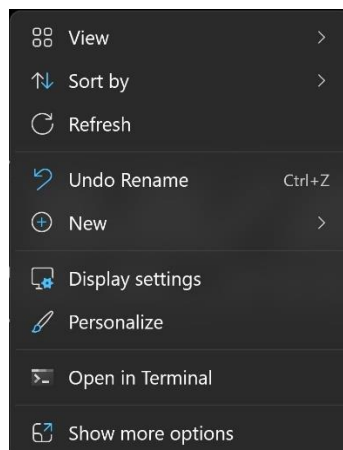 View
Sort by
Refresh
Undo Rename Ctrl+Z
New
Display settings
Personalize
Open in Terminal
Show more options